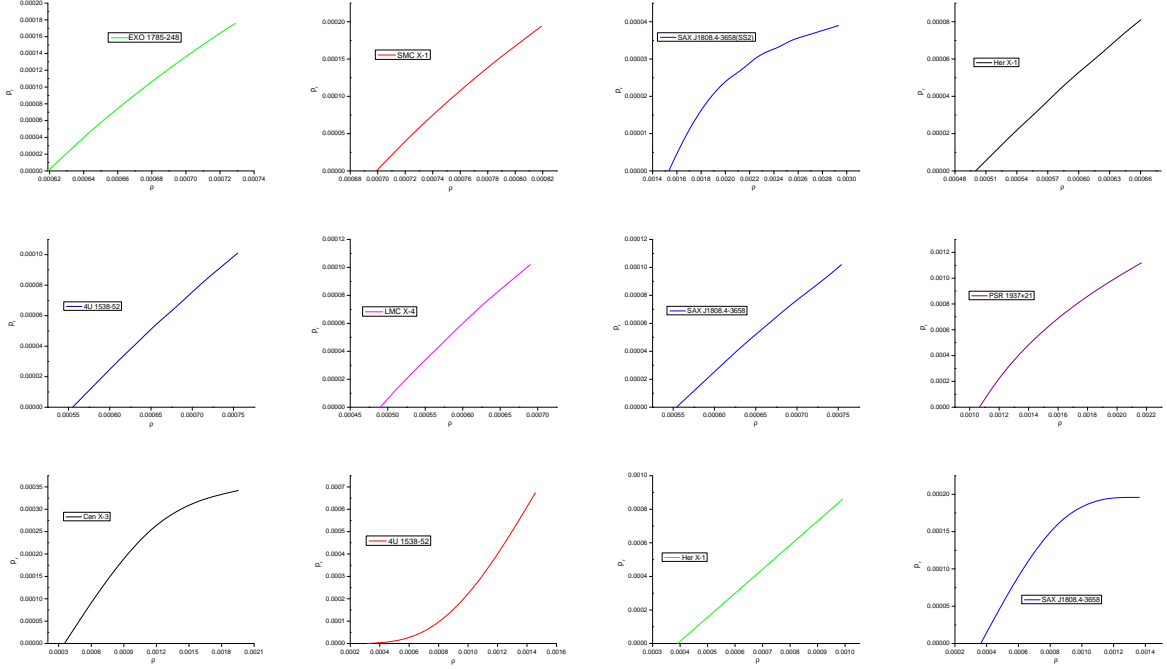 0.00020
0.00018
0.00016
0.00014
0.00012
0.00010
0.00008
0.00006
0.00004
0.00002
0.00000
EXO 1785-248
p_r
0.00062 0.00064 0.00066 0.00068 0.00070 0.00072 0.00074
ρ
0.00020
0.00015
0.00010
0.00005
0.00000
SMC X-1
p_r
0.00068 0.00070 0.00072 0.00074 0.00076 0.00078 0.00080 0.00082
ρ
0.00004
0.00003
0.00002
0.00001
0.00000
SAX J1808.4-3658(SS2)
p_r
0.0014 0.0016 0.0018 0.0020 0.0022 0.0024 0.0026 0.0028 0.0030
ρ
0.00008
0.00006
0.00004
0.00002
0.00000
Her X-1
p_r
0.00048 0.00051 0.00054 0.00057 0.00060 0.00063 0.00066
ρ
0.00010
0.00008
0.00006
0.00004
0.00002
0.00000
4U 1538-52
p_r
0.00055 0.00060 0.00065 0.00070 0.00075
ρ
0.00012
0.00010
0.00008
0.00006
0.00004
0.00002
0.00000
LMC X-4
p_r
0.00045 0.00050 0.00055 0.00060 0.00065 0.00070
ρ
0.00012
0.00010
0.00008
0.00006
0.00004
0.00002
0.00000
SAX J1808.4-3658
p_r
0.00055 0.00060 0.00065 0.00070 0.00075
ρ
0.0012
0.0010
0.0008
0.0006
0.0004
0.0002
0.0000
PSR 1937+21
p_r
0.0010 0.0012 0.0014 0.0016 0.0018 0.0020 0.0022
ρ
0.00035
0.00030
0.00025
0.00020
0.00015
0.00010
0.00005
0.00000
Cen X-3
p_r
0.0003 0.0006 0.0009 0.0012 0.0015 0.0018 0.0021
ρ
0.0007
0.0006
0.0005
0.0004
0.0003
0.0002
0.0001
0.0000
4U 1538-52
p_r
0.0002 0.0004 0.0006 0.0008 0.0010 0.0012 0.0014 0.0016
ρ
0.0010
0.0008
0.0006
0.0004
0.0002
0.0000
Her X-1
p_r
0.0003 0.0004 0.0005 0.0006 0.0007 0.0008 0.0009 0.0010
ρ
0.00020
0.00015
0.00010
0.00005
0.00000
SAX J1808.4-3658
p_r
0.0002 0.0004 0.0006 0.0008 0.0010 0.0012 0.0014
ρ